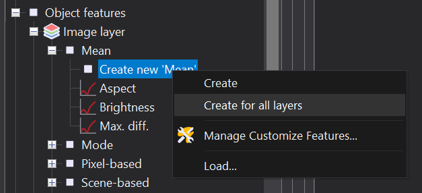 Object features
Image layer
Mean
Create new 'Mean'
Aspect
Brightness
Max. diff.
Mode
Pixel-based
Scene-based
Create
Create for all layers
Manage Customize Features...
Load...